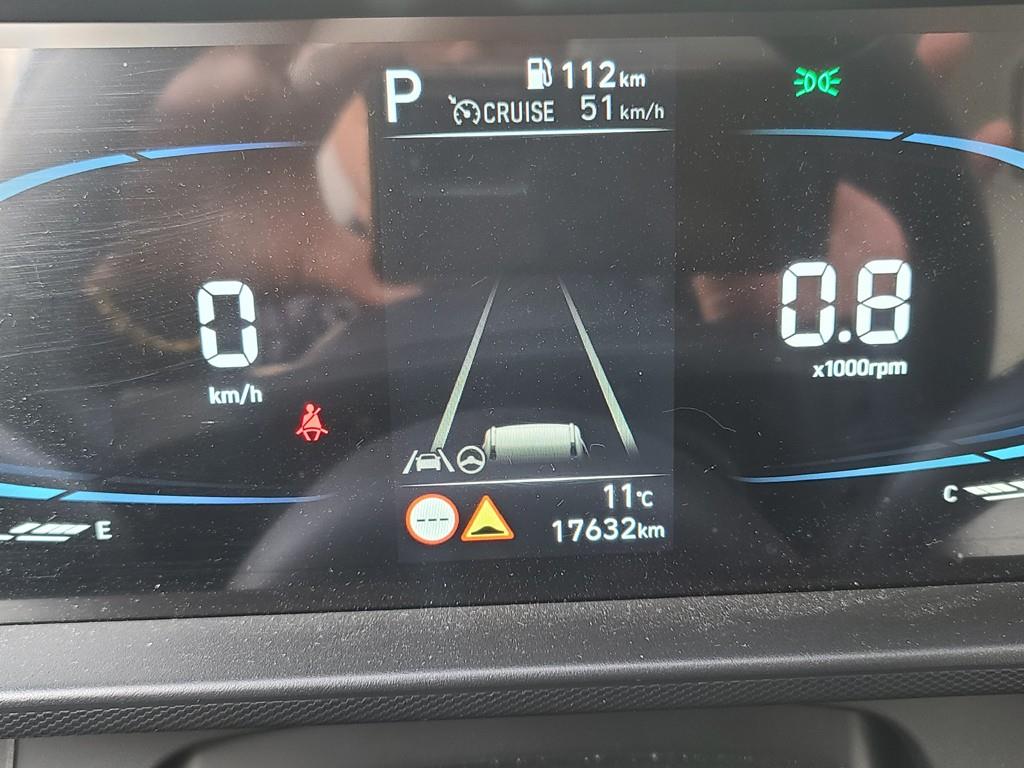 P
112km
CRUISE 51km/h
0
km/h
0.8
x1000rpm
E
C
---
11°C
17632km